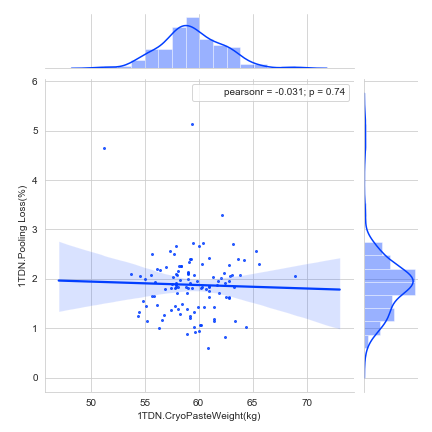 pearsonr = -0.031; p = 0.74
6
5
4
3
2
1
0
1TDN.Pooling Loss(%)
50 55 60 65 70
1TDN.CryoPasteWeight(kg)